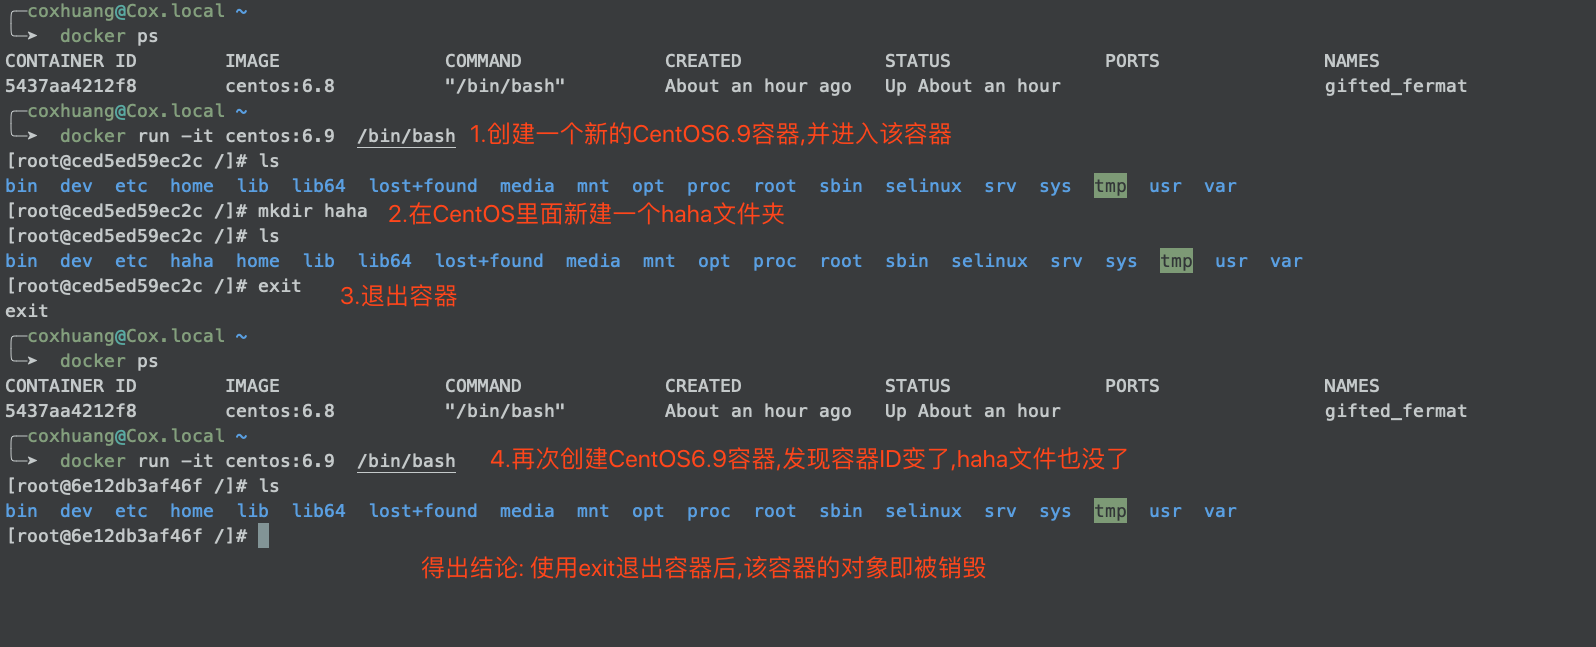 ╭─coxhuang@Cox.local ~
╰─➤  docker ps
CONTAINER ID        IMAGE               COMMAND             CREATED             STATUS              PORTS               NAMES
5437aa4212f8        centos:6.8          "/bin/bash"         About an hour ago   Up About an hour                        gifted_fermat
╭─coxhuang@Cox.local ~
╰─➤  docker run -it centos:6.9  /bin/bash 1.创建一个新的CentOS6.9容器,并进入该容器
[root@ced5ed59ec2c /]# ls
bin  dev  etc  home  lib  lib64  lost+found  media  mnt  opt  proc  root  sbin  selinux  srv  sys  tmp  usr  var
[root@ced5ed59ec2c /]# mkdir haha 2.在CentOS里面新建一个haha文件夹
[root@ced5ed59ec2c /]# ls
bin  dev  etc  haha  home  lib  lib64  lost+found  media  mnt  opt  proc  root  sbin  selinux  srv  sys  tmp  usr  var
[root@ced5ed59ec2c /]# exit 3.退出容器
exit
╭─coxhuang@Cox.local ~
╰─➤  docker ps
CONTAINER ID        IMAGE               COMMAND             CREATED             STATUS              PORTS               NAMES
5437aa4212f8        centos:6.8          "/bin/bash"         About an hour ago   Up About an hour                        gifted_fermat
╭─coxhuang@Cox.local ~
╰─➤  docker run -it centos:6.9  /bin/bash 4.再次创建CentOS6.9容器,发现容器ID变了,haha文件也没了
[root@6e12db3af46f /]# ls
bin  dev  etc  home  lib  lib64  lost+found  media  mnt  opt  proc  root  sbin  selinux  srv  sys  tmp  usr  var
[root@6e12db3af46f /]#
得出结论: 使用exit退出容器后,该容器的对象即被销毁